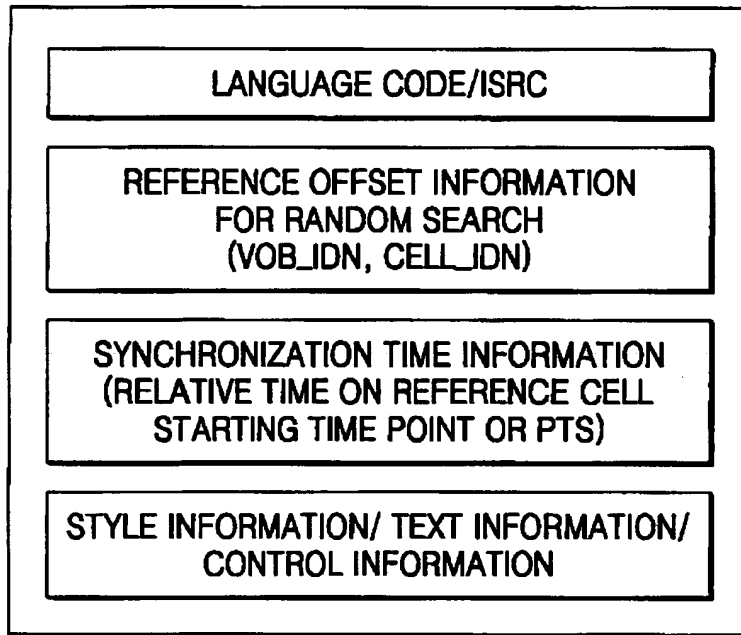 LANGUAGE CODE/ISRC
REFERENCE OFFSET INFORMATION
FOR RANDOM SEARCH
(VOB_IDN, CELL_IDN)
SYNCHRONIZATION TIME INFORMATION
(RELATIVE TIME ON REFERENCE CELL
STARTING TIME POINT OR PTS)
STYLE INFORMATION/ TEXT INFORMATION/
CONTROL INFORMATION